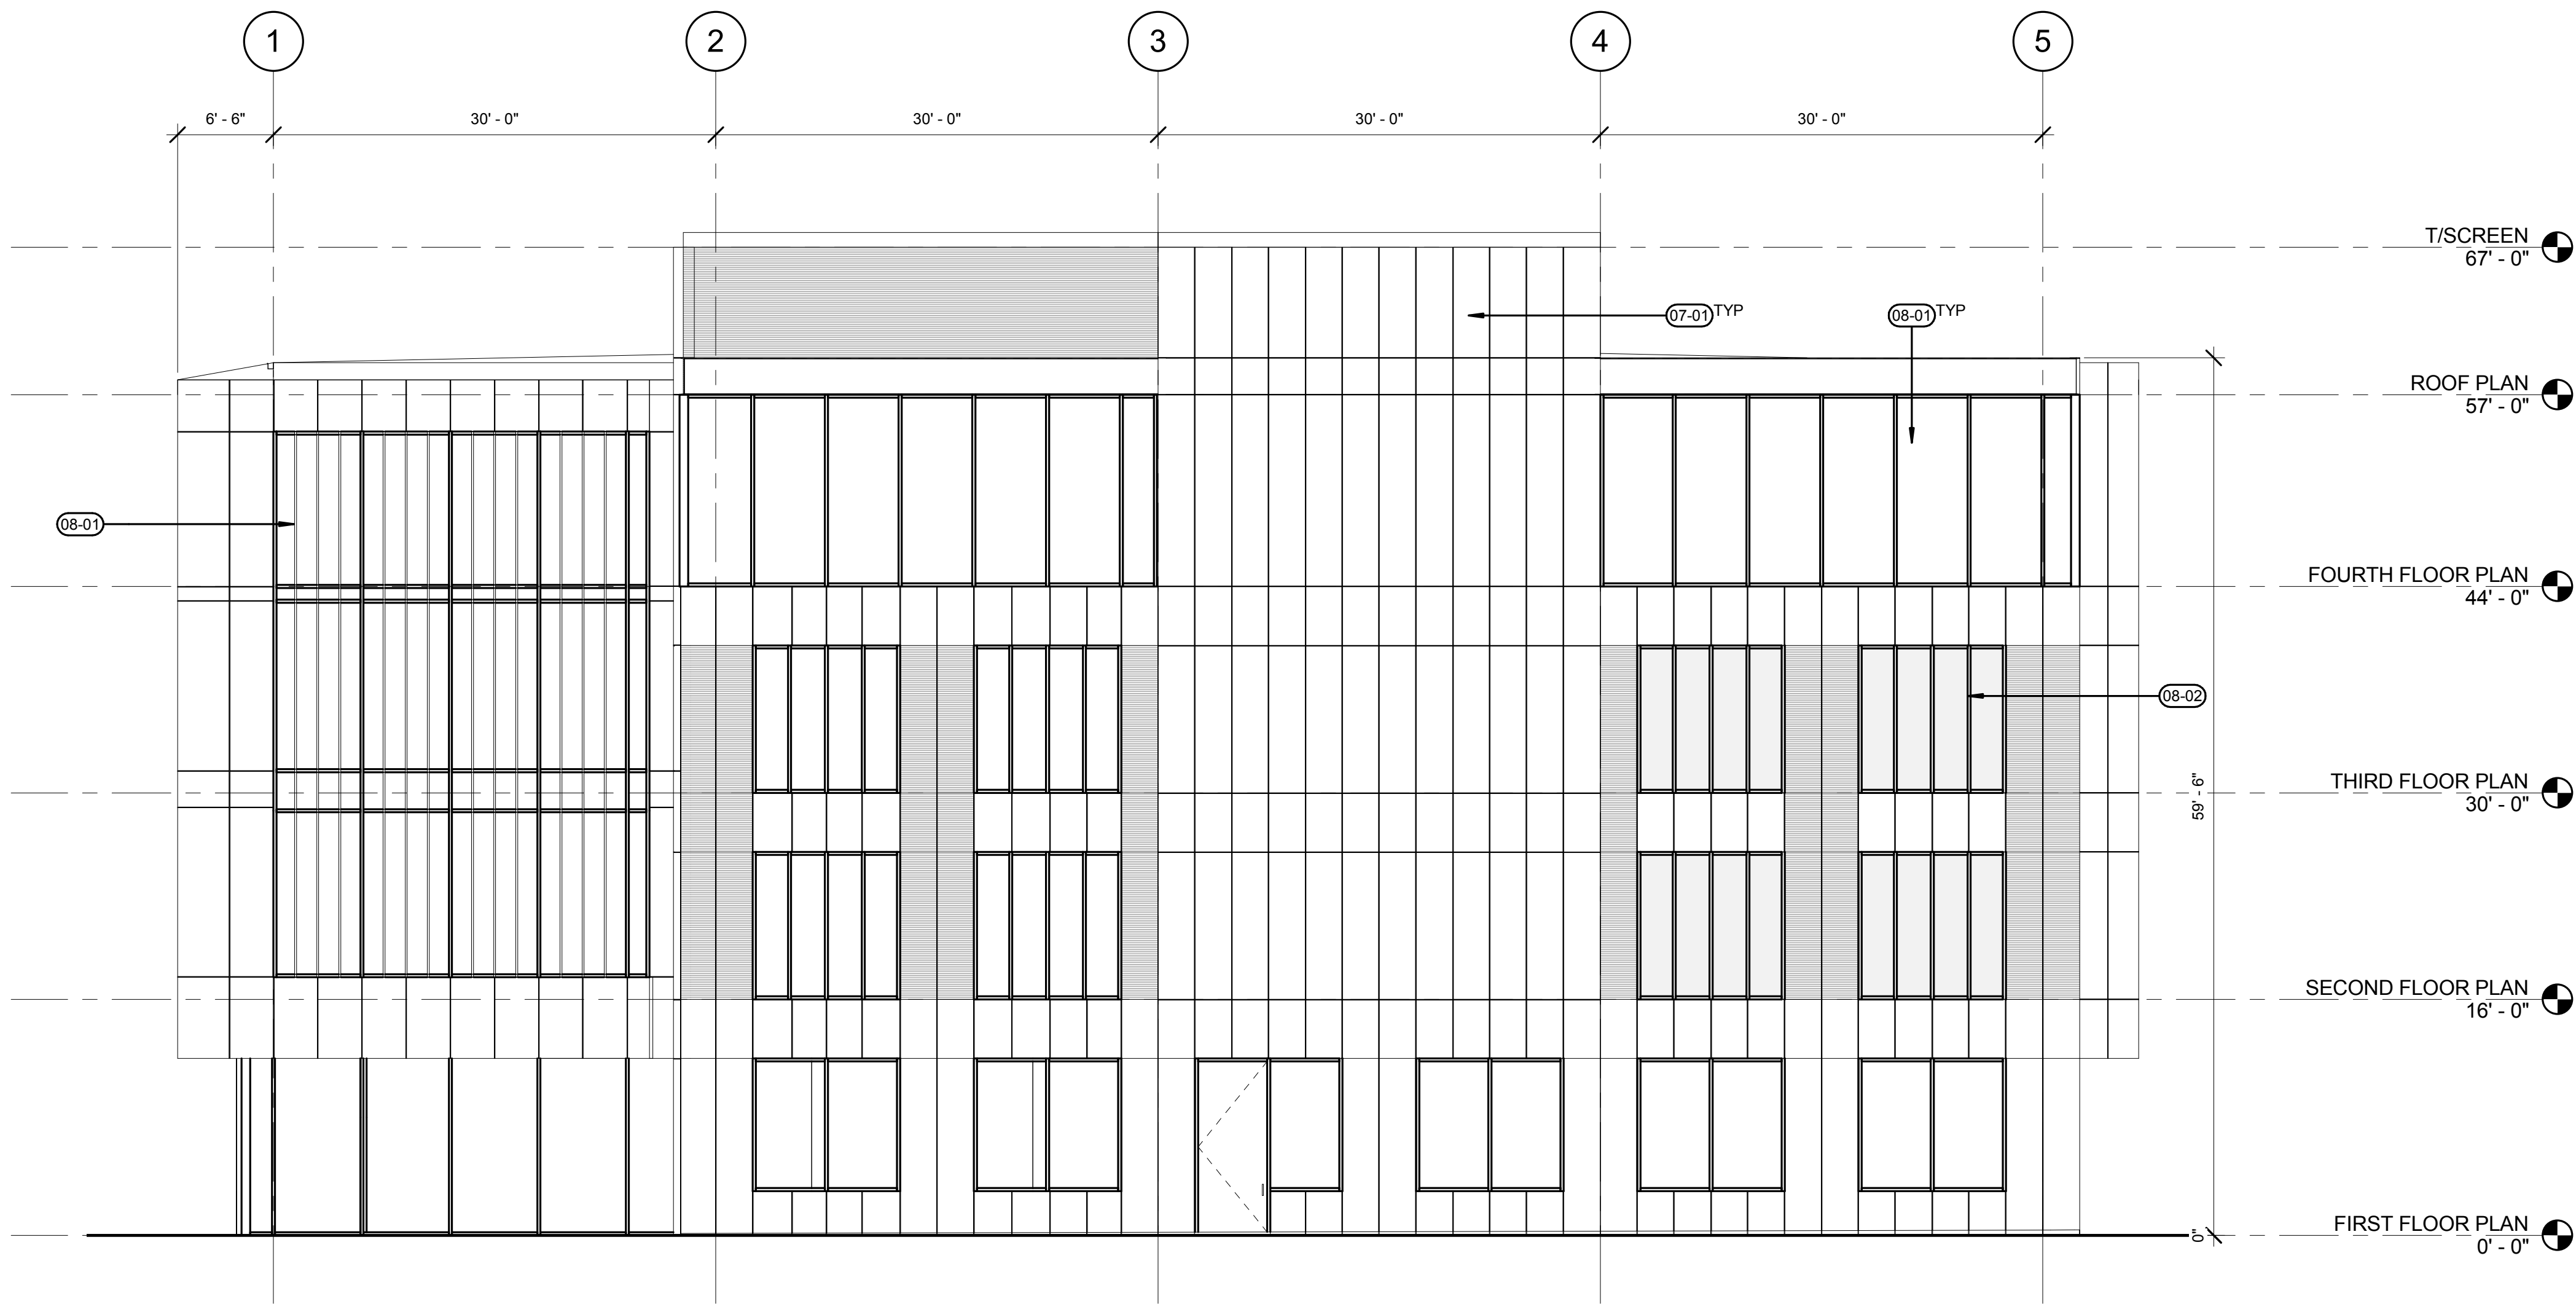 1 2 3 4 5
6' - 6" 30' - 0" 30' - 0" 30' - 0" 30' - 0"
T/SCREEN
67' - 0"
07-01 TYP
08-01 TYP
ROOF PLAN
57' - 0"
08-01
FOURTH FLOOR PLAN
44' - 0"
08-02
THIRD FLOOR PLAN
30' - 0"
59' - 6"
SECOND FLOOR PLAN
16' - 0"
FIRST FLOOR PLAN
0' - 0"
0"